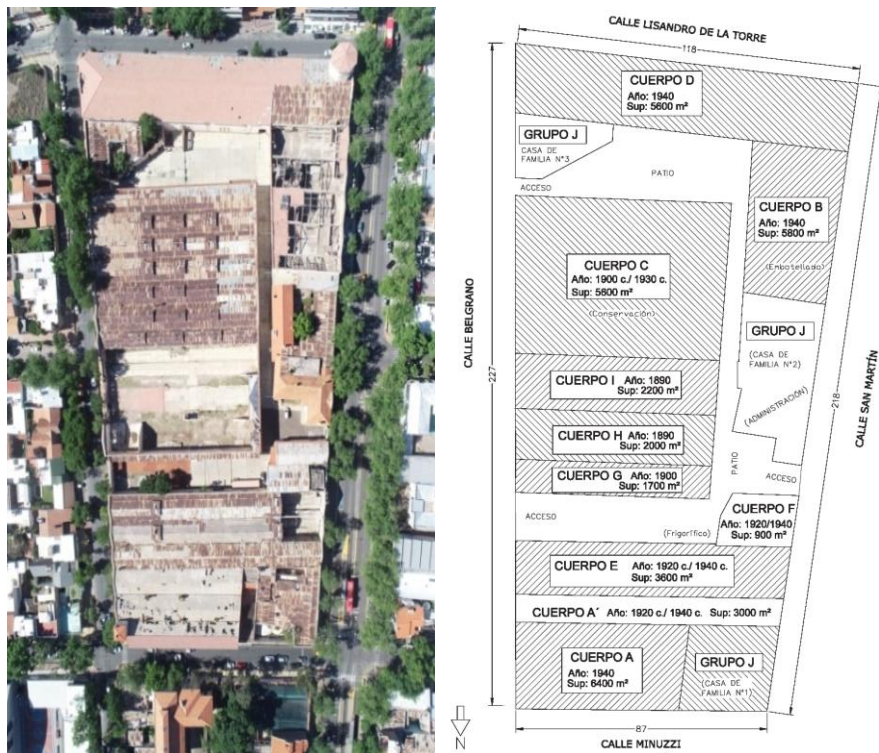 CALLE LISANDRO DE LA TORRE
118
CUERPO D
Año: 1940
Sup: 5600 m²
GRUPO J
CASA DE
FAMILIA N°3
PATIO
ACCESO
CUERPO B
Año: 1940
Sup: 5800 m²
(Enbotellado)
CUERPO C
Año: 1900 c./ 1930 c.
Sup: 5600 m²
(Conservación)
CALLE BELGRANO
227
GRUPO J
(CASA DE
FAMILIA N°2)
(ADMINISTRACIÓN)
218
CALLE SAN MARTÍN
CUERPO I Año: 1890
Sup: 2200 m²
CUERPO H Año: 1890
Sup: 2000 m²
PATIO
CUERPO G Año: 1900
Sup: 1700 m²
ACCESO
ACCESO
(Frigorífico)
CUERPO F
Año: 1920/1940
Sup: 900 m²
CUERPO E Año: 1920 c./ 1940 c.
Sup: 3600 m²
CUERPO A´ Año: 1920 c./ 1940 c. Sup: 3000 m²
CUERPO A
Año: 1940
Sup: 6400 m²
GRUPO J
(CASA DE
FAMILIA N°1)
N
87
CALLE MINUZZI